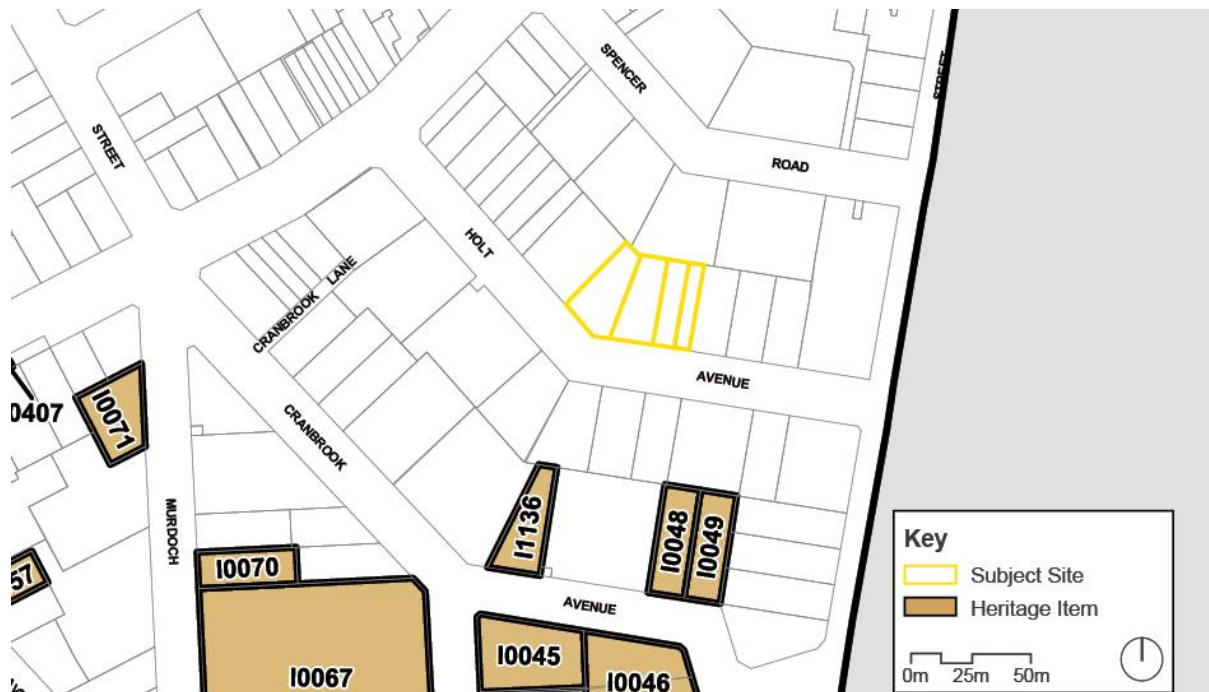 SPENCER
STREET
STREET
ROAD
HOLT
CRANBROOK LANE
AVENUE
0407
I0071
CRANBROOK
MURDOCH
I1136
I0048
I0049
57
I0070
AVENUE
I0067
I0045
I0046
Key
Subject Site
Heritage Item
0m 25m 50m